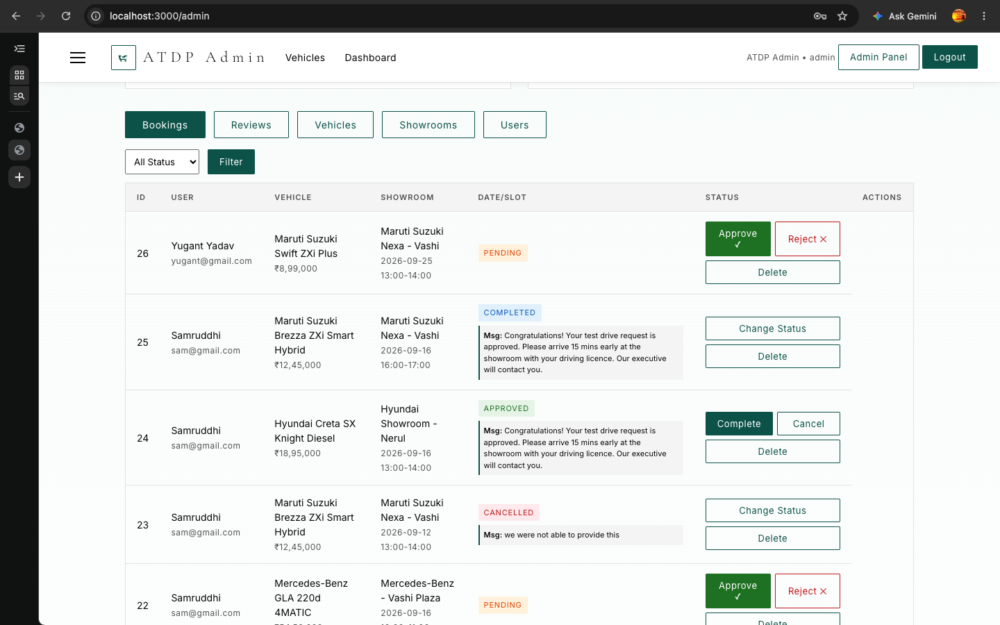 localhost:3000/admin
Ask Gemini
ATDP Admin
Vehicles
Dashboard
ATDP Admin • admin
Admin Panel
Logout
Bookings
Reviews
Vehicles
Showrooms
Users
All Status
Filter
ID
USER
VEHICLE
SHOWROOM
DATE/SLOT
STATUS
ACTIONS
26
Yugant Yadav
yugant@gmail.com
Maruti Suzuki
Swift ZXi Plus
₹8,99,000
Maruti Suzuki
Nexa - Vashi
2026-09-25
13:00-14:00
PENDING
Approve
✓
Reject ✕
Delete
25
Samruddhi
sam@gmail.com
Maruti Suzuki
Brezza ZXi Smart
Hybrid
₹12,45,000
Maruti Suzuki
Nexa - Vashi
2026-09-16
16:00-17:00
COMPLETED
Msg: Congratulations! Your test drive request is
approved. Please arrive 15 mins early at the
showroom with your driving licence. Our executive
will contact you.
Change Status
Delete
24
Samruddhi
sam@gmail.com
Hyundai Creta SX
Knight Diesel
₹18,95,000
Hyundai
Showroom -
Nerul
2026-09-16
13:00-14:00
APPROVED
Msg: Congratulations! Your test drive request is
approved. Please arrive 15 mins early at the
showroom with your driving licence. Our executive
will contact you.
Complete
Cancel
Delete
23
Samruddhi
sam@gmail.com
Maruti Suzuki
Brezza ZXi Smart
Hybrid
₹12,45,000
Maruti Suzuki
Nexa - Vashi
2026-09-12
13:00-14:00
CANCELLED
Msg: we were not able to provide this
Change Status
Delete
22
Samruddhi
sam@gmail.com
Mercedes-Benz
GLA 220d
4MATIC
Mercedes-Benz
- Vashi Plaza
2026-09-16
PENDING
Approve
✓
Reject ✕
Delete